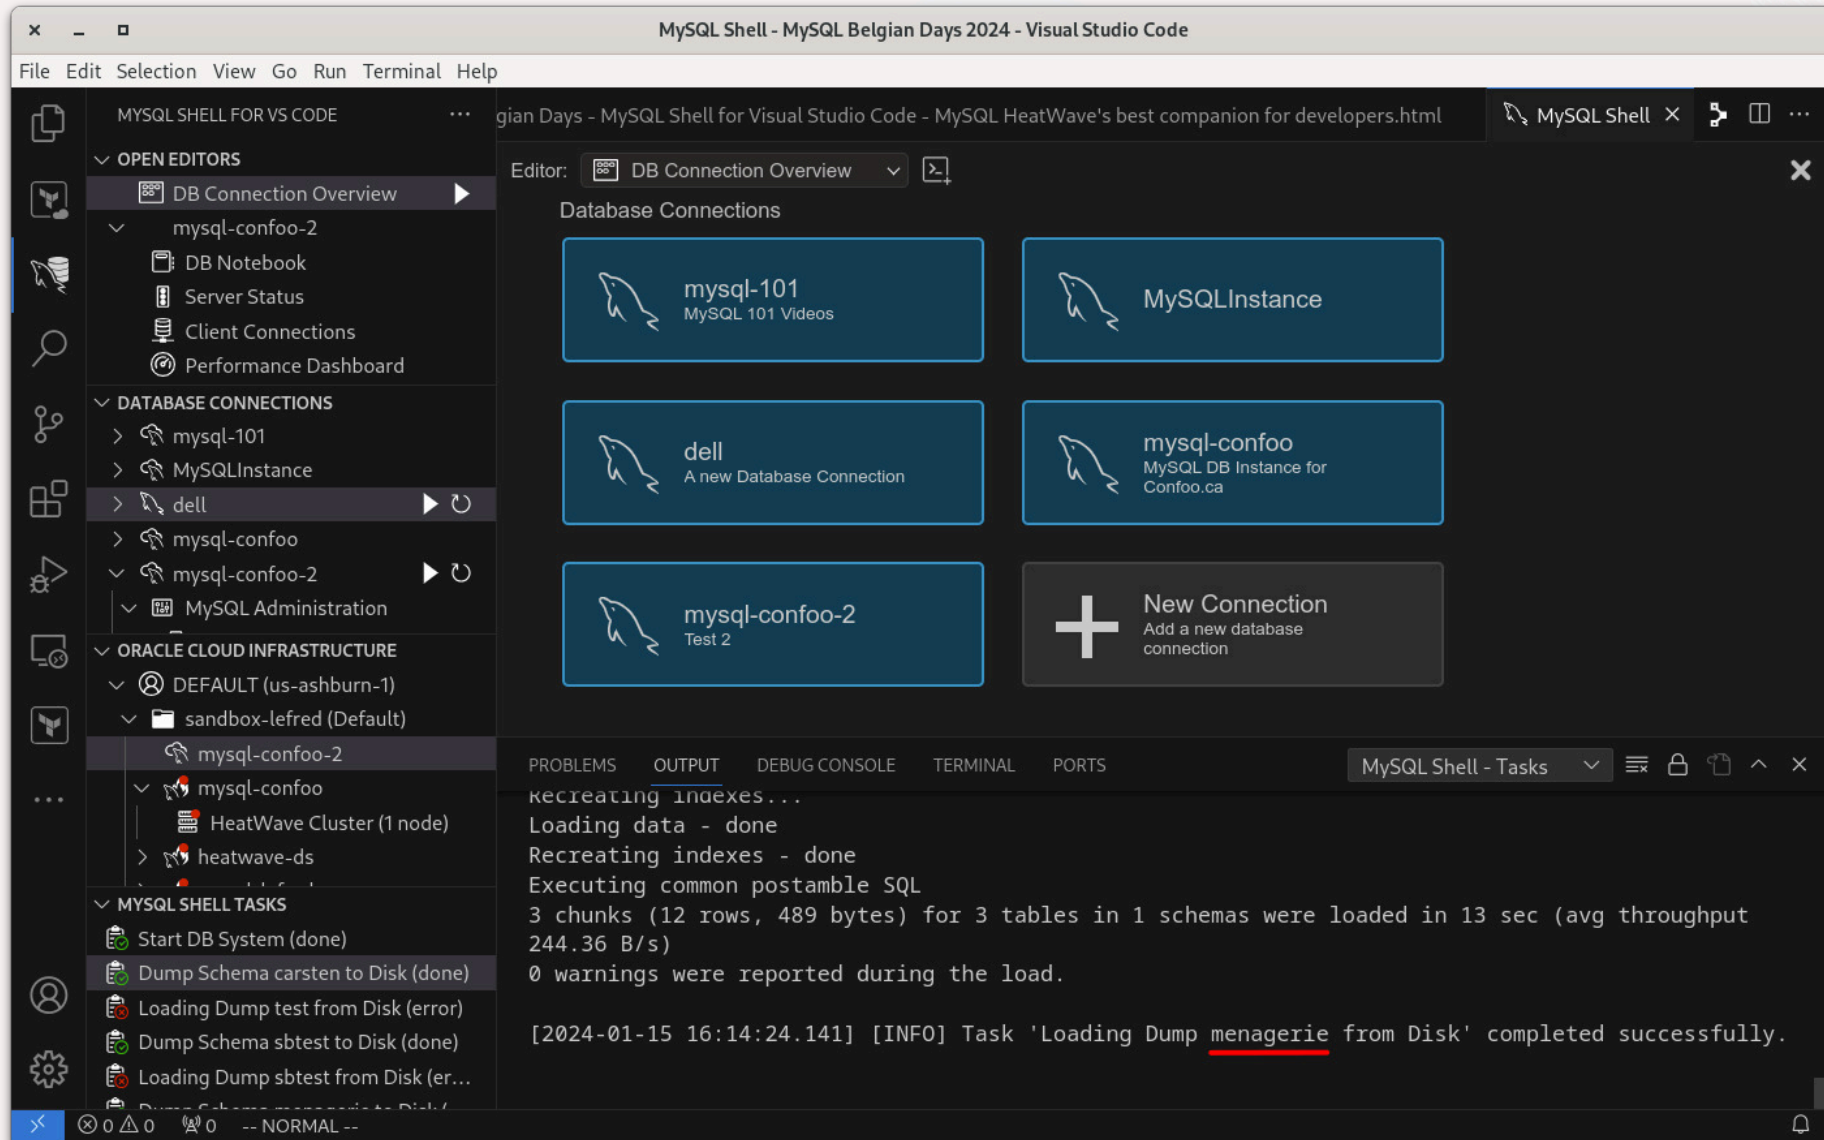 MySQL Shell - MySQL Belgian Days 2024 - Visual Studio Code
File Edit Selection View Go Run Terminal Help
MYSQL SHELL FOR VS CODE
gian Days - MySQL Shell for Visual Studio Code - MySQL HeatWave's best companion for developers.html
MySQL Shell
OPEN EDITORS
DB Connection Overview
mysql-confoo-2
DB Notebook
Server Status
Client Connections
Performance Dashboard
DATABASE CONNECTIONS
mysql-101
MySQLInstance
dell
mysql-confoo
mysql-confoo-2
MySQL Administration
ORACLE CLOUD INFRASTRUCTURE
DEFAULT (us-ashburn-1)
sandbox-lefred (Default)
mysql-confoo-2
mysql-confoo
HeatWave Cluster (1 node)
heatwave-ds
MYSQL SHELL TASKS
Start DB System (done)
Dump Schema carsten to Disk (done)
Loading Dump test from Disk (error)
Dump Schema sbtest to Disk (done)
Loading Dump sbtest from Disk (er...
Editor: DB Connection Overview
Database Connections
mysql-101
MySQL 101 Videos
MySQLInstance
dell
A new Database Connection
mysql-confoo
MySQL DB Instance for
Confoo.ca
mysql-confoo-2
Test 2
New Connection
Add a new database
connection
PROBLEMS OUTPUT DEBUG CONSOLE TERMINAL PORTS
MySQL Shell - Tasks
Recreating indexes...
Loading data - done
Recreating indexes - done
Executing common postamble SQL
3 chunks (12 rows, 489 bytes) for 3 tables in 1 schemas were loaded in 13 sec (avg throughput
244.36 B/s)
0 warnings were reported during the load.
[2024-01-15 16:14:24.141] [INFO] Task 'Loading Dump menagerie from Disk' completed successfully.
0 0 0 -- NORMAL --